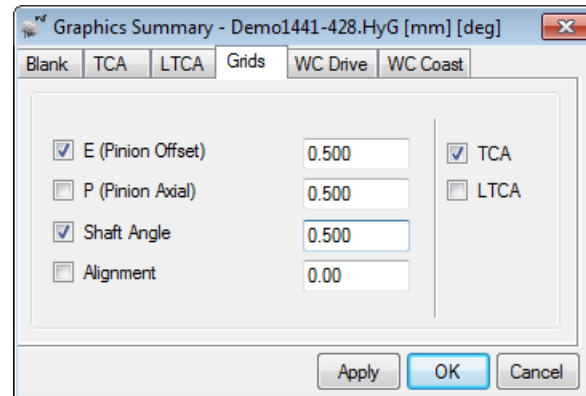 Graphics Summary - Demo1441-428.HyG [mm] [deg]
Blank TCA LTCA Grids WC Drive WC Coast
E (Pinion Offset) 0.500 TCA
P (Pinion Axial) 0.500 LTCA
Shaft Angle 0.500
Alignment 0.00
Apply OK Cancel